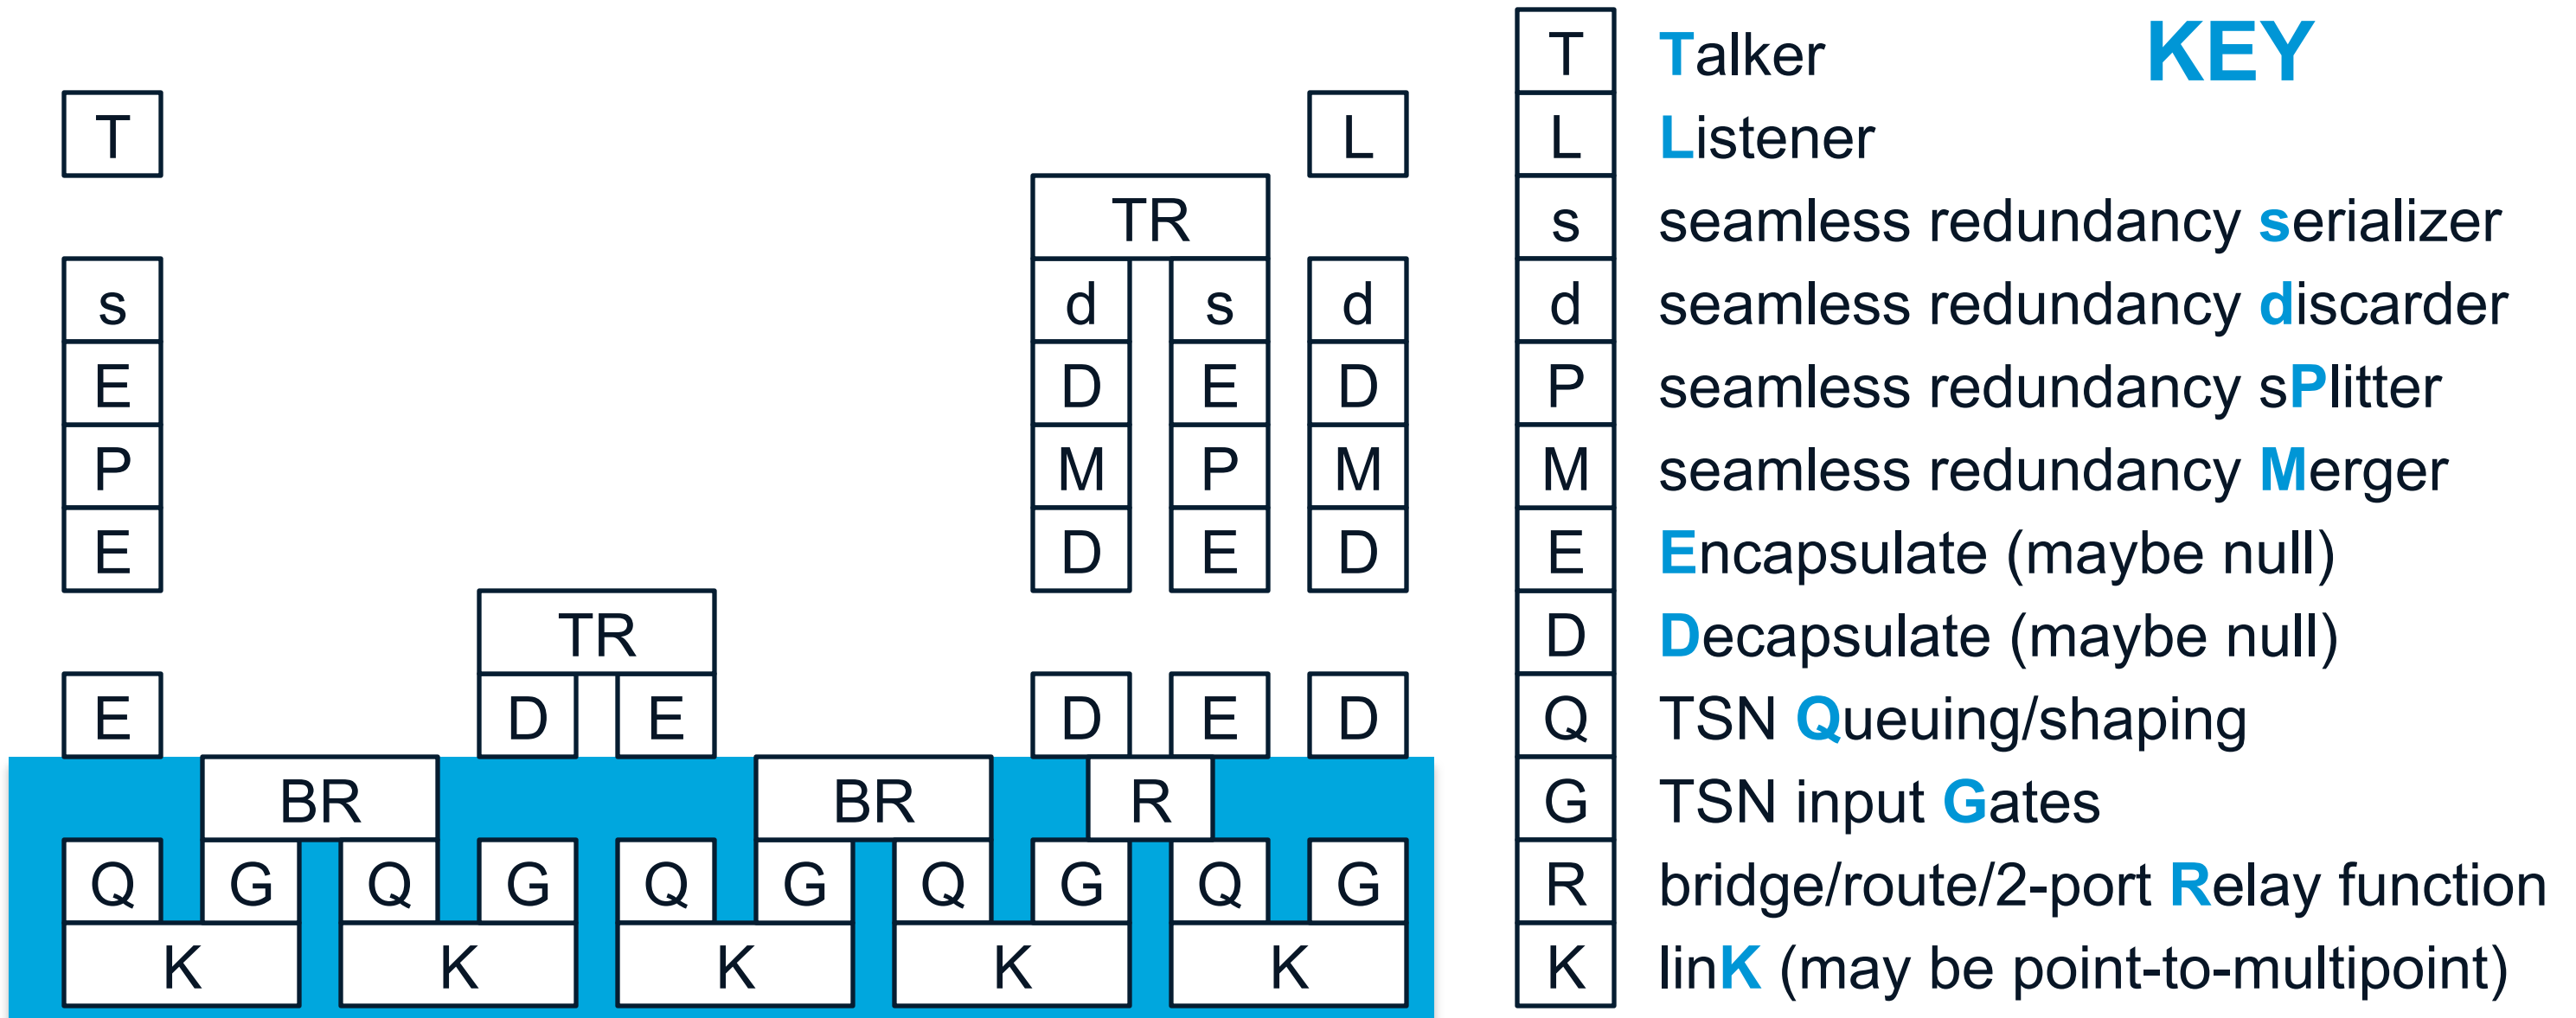 T Talker KEY
T L L Listener
TR s seamless redundancy serializer
s d s d d seamless redundancy discarder
E D E D P seamless redundancy sPlitter
P M P M M seamless redundancy Merger
E D E D E Encapsulate (maybe null)
TR D Decapsulate (maybe null)
E D E D E D Q TSN Queuing/shaping
BR BR R G TSN input Gates
Q G Q G Q G Q G Q G R bridge/route/2-port Relay function
K K K K K K linK (may be point-to-multipoint)